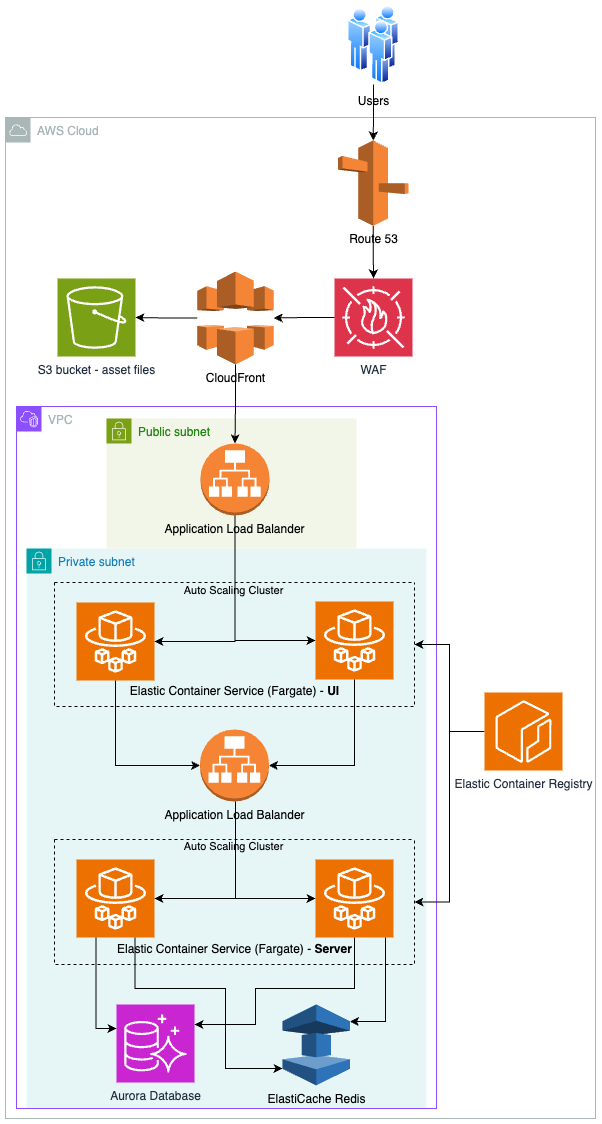 Users
AWS Cloud
Route 53
S3 bucket - asset files
CloudFront
WAF
VPC
Public subnet
Application Load Balander
Private subnet
Auto Scaling Cluster
Elastic Container Service (Fargate) - UI
Application Load Balander
Elastic Container Registry
Auto Scaling Cluster
Elastic Container Service (Fargate) - Server
Aurora Database
ElastiCache Redis